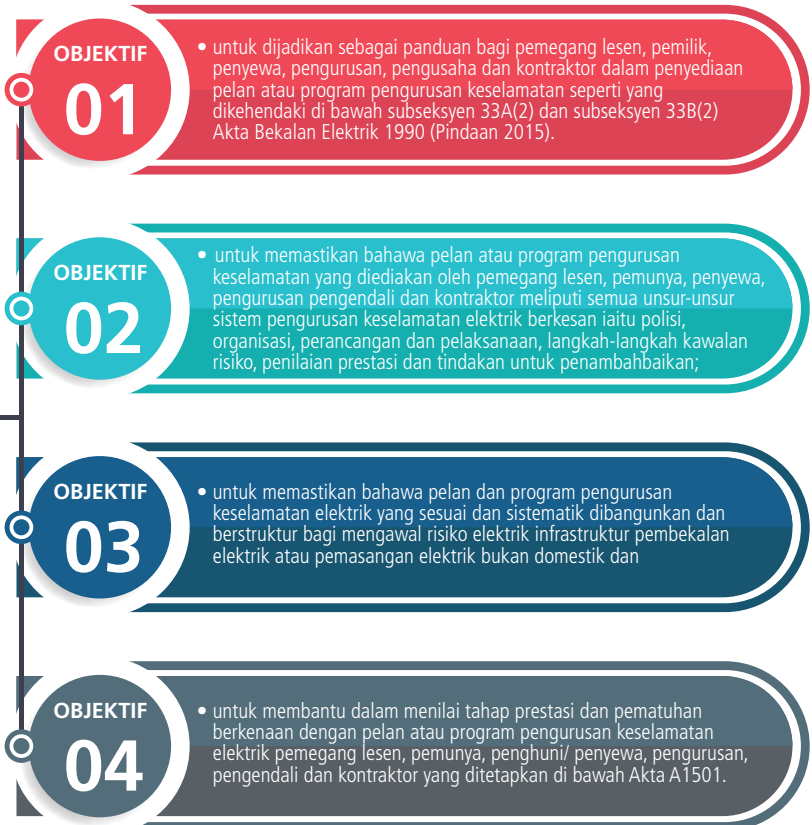 OBJEKTIF
01
• untuk dijadikan sebagai panduan bagi pemegang lesen, pemilik,
penyewa, pengurusan, pengusaha dan kontraktor dalam penyediaan
pelan atau program pengurusan keselamatan seperti yang
dikehendaki di bawah subseksyen 33A(2) dan subseksyen 33B(2)
Akta Bekalan Elektrik 1990 (Pindaan 2015).
OBJEKTIF
02
• untuk memastikan bahawa pelan atau program pengurusan
keselamatan yang diediakan oleh pemegang lesen, pemunya, penyewa,
pengurusan pengendali dan kontraktor meliputi semua unsur-unsur
sistem pengurusan keselamatan elektrik berkesan iaitu polisi,
organisasi, perancangan dan pelaksanaan, langkah-langkah kawalan
risiko, penilaian prestasi dan tindakan untuk penambahbaikan;
OBJEKTIF
03
• untuk memastikan bahawa pelan dan program pengurusan
keselamatan elektrik yang sesuai dan sistematik dibangunkan dan
berstruktur bagi mengawal risiko elektrik infrastruktur pembekalan
elektrik atau pemasangan elektrik bukan domestik dan
OBJEKTIF
04
• untuk membantu dalam menilai tahap prestasi dan pematuhan
berkenaan dengan pelan atau program pengurusan keselamatan
elektrik pemegang lesen, pemunya, penghuni/ penyewa, pengurusan,
pengendali dan kontraktor yang ditetapkan di bawah Akta A1501.